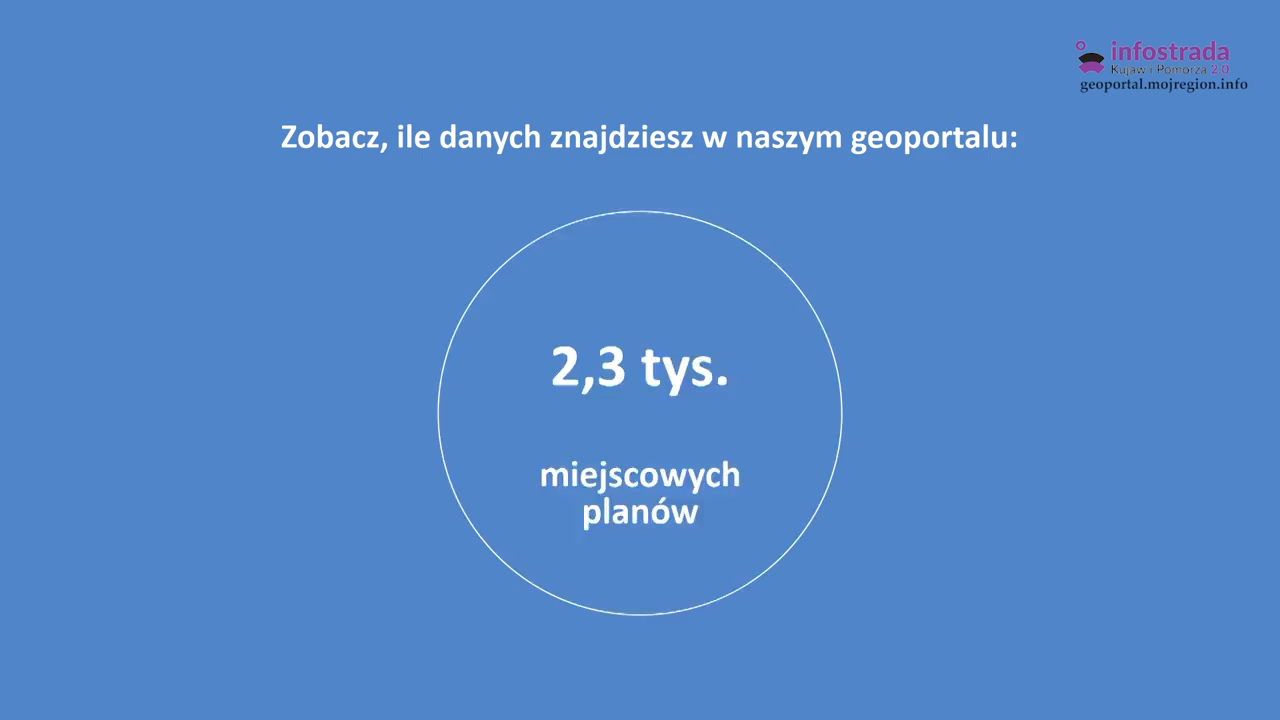 infostrada
Kujaw i Pomorza 2.0
geoportal.mojregion.info
Zobacz, ile danych znajdziesz w naszym geoportalu:
2,3 tys.
miejscowych
planów